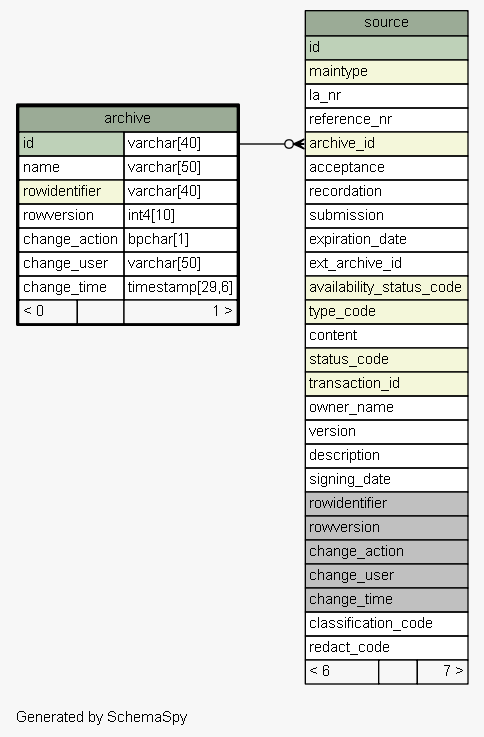 archive
id varchar[40]
name varchar[50]
rowidentifier varchar[40]
rowversion int4[10]
change_action bpchar[1]
change_user varchar[50]
change_time timestamp[29,6]
< 0 1 >
source
id
maintype
la_nr
reference_nr
archive_id
acceptance
recordation
submission
expiration_date
ext_archive_id
availability_status_code
type_code
content
status_code
transaction_id
owner_name
version
description
signing_date
rowidentifier
rowversion
change_action
change_user
change_time
classification_code
redact_code
< 6 7 >
Generated by SchemaSpy